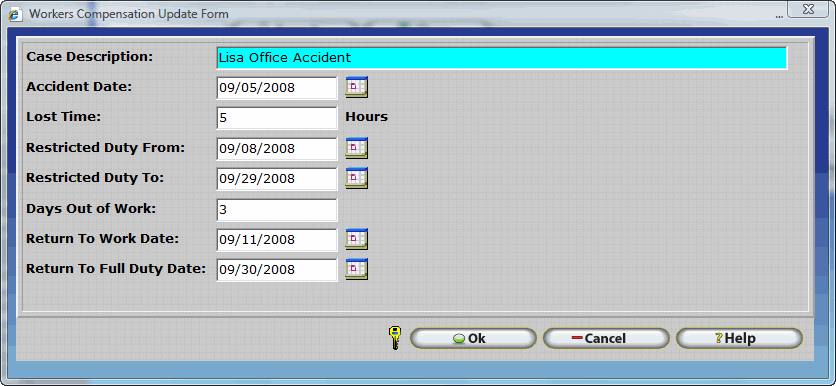 Workers Compensation Update Form
...
Case Description: Lisa Office Accident
Accident Date: 09/05/2008
Lost Time: 5 Hours
Restricted Duty From: 09/08/2008
Restricted Duty To: 09/29/2008
Days Out of Work: 3
Return To Work Date: 09/11/2008
Return To Full Duty Date: 09/30/2008
Ok Cancel ?Help